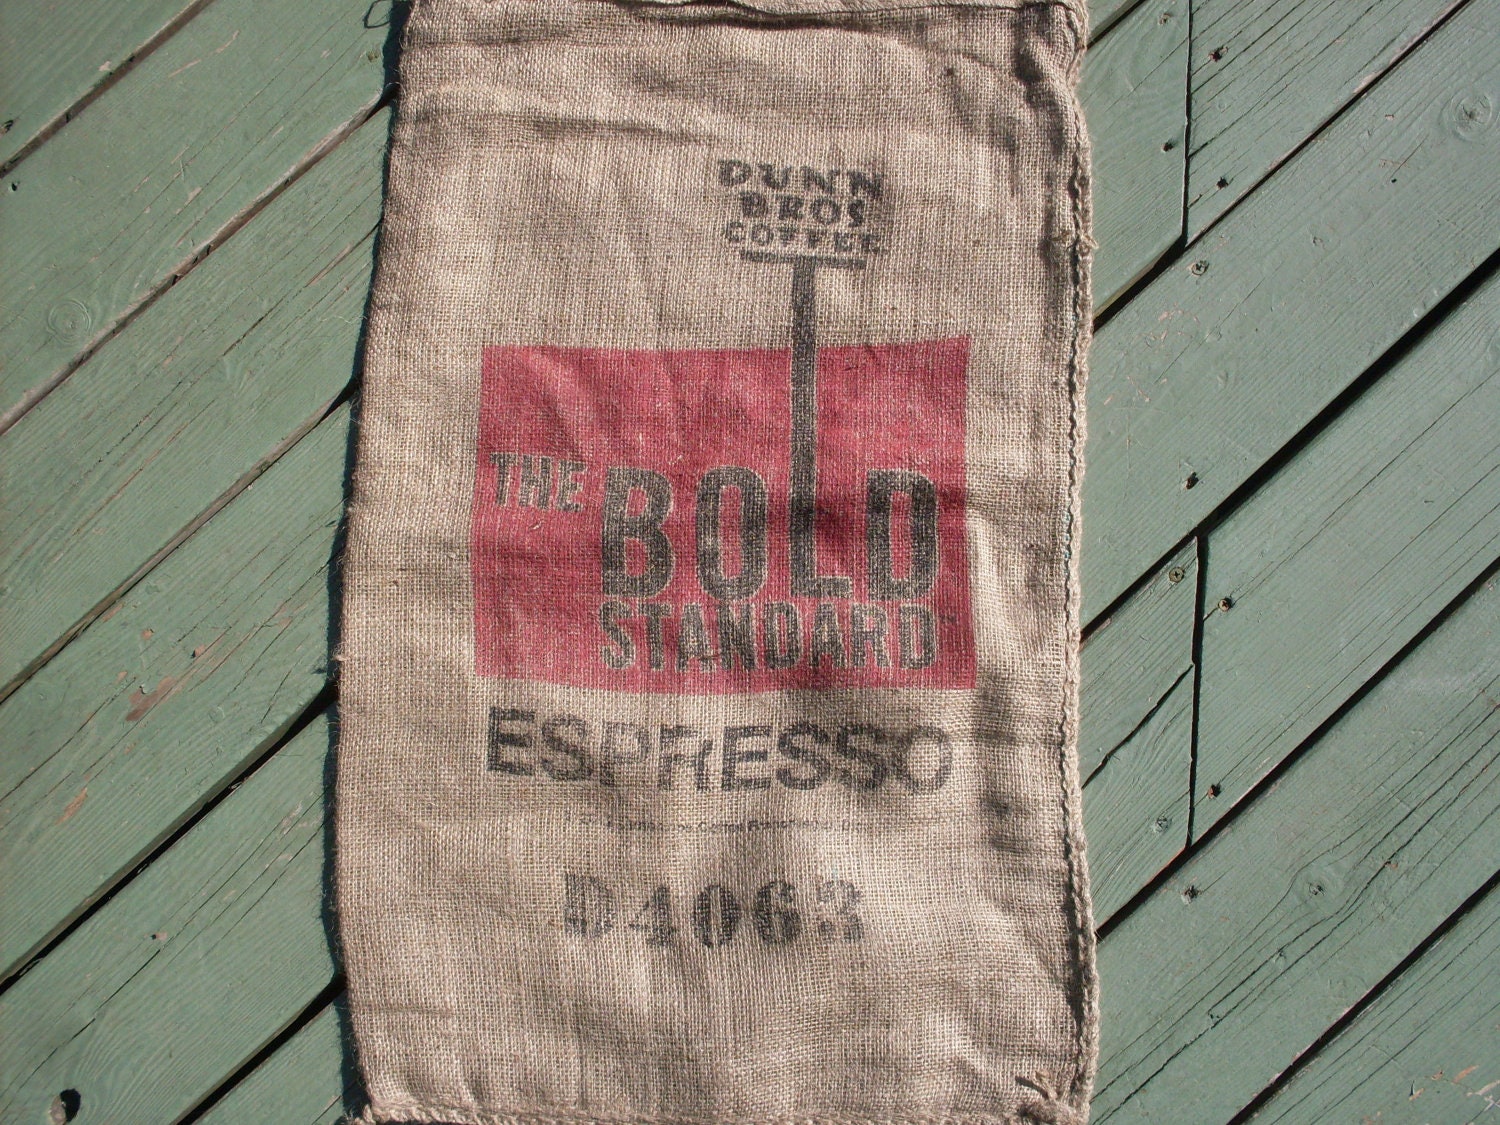 DUNN
BROS
COFFEE
THE BOLD
STANDARD
ESPRESSO
D4063